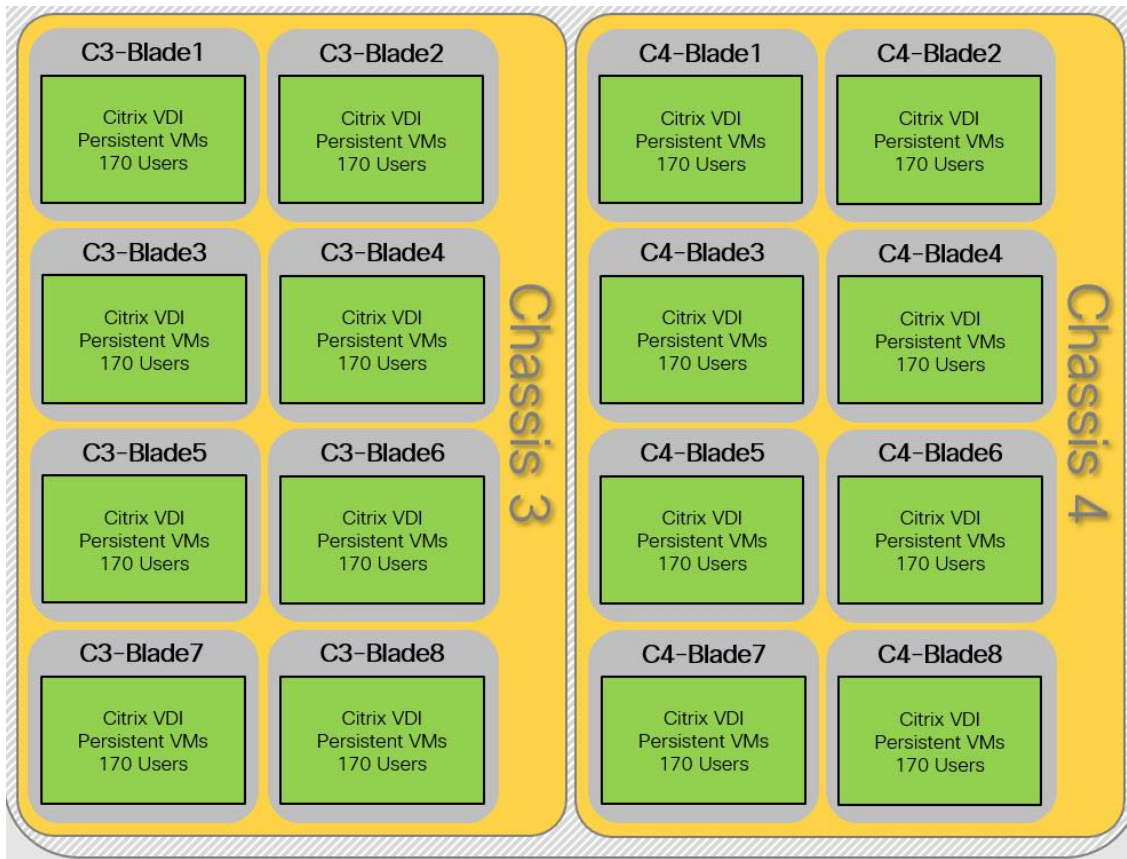 C3-Blade1
Citrix VDI
Persistent VMs
170 Users
C3-Blade2
Citrix VDI
Persistent VMs
170 Users
C3-Blade3
Citrix VDI
Persistent VMs
170 Users
C3-Blade4
Citrix VDI
Persistent VMs
170 Users
C3-Blade5
Citrix VDI
Persistent VMs
170 Users
C3-Blade6
Citrix VDI
Persistent VMs
170 Users
C3-Blade7
Citrix VDI
Persistent VMs
170 Users
C3-Blade8
Citrix VDI
Persistent VMs
170 Users
Chassis 3
C4-Blade1
Citrix VDI
Persistent VMs
170 Users
C4-Blade2
Citrix VDI
Persistent VMs
170 Users
C4-Blade3
Citrix VDI
Persistent VMs
170 Users
C4-Blade4
Citrix VDI
Persistent VMs
170 Users
C4-Blade5
Citrix VDI
Persistent VMs
170 Users
C4-Blade6
Citrix VDI
Persistent VMs
170 Users
C4-Blade7
Citrix VDI
Persistent VMs
170 Users
C4-Blade8
Citrix VDI
Persistent VMs
170 Users
Chassis 4